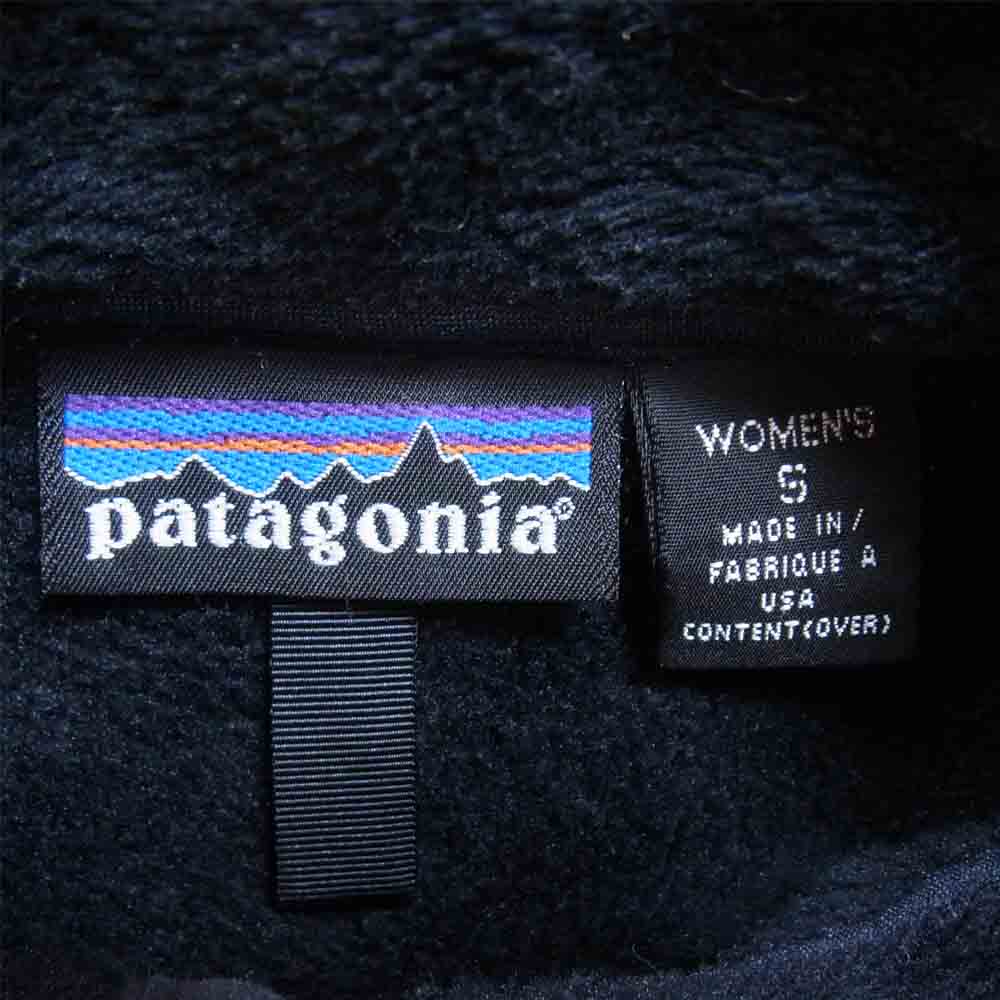 patagonia®
WOMEN'S
S
MADE IN /
FABRIQUE A
USA
CONTENT(OVER)